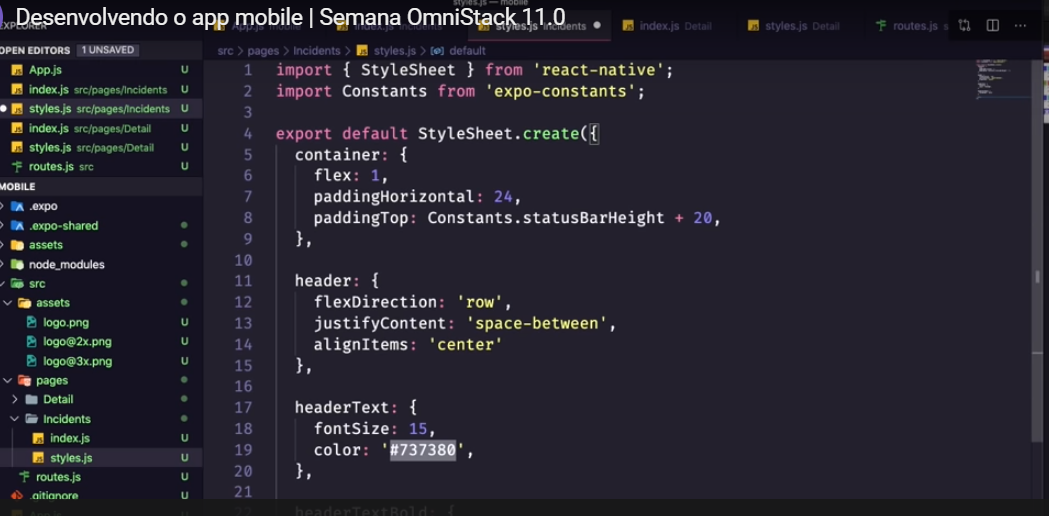 styles.js — mobile
Desenvolvendo o app mobile | Semana OmniStack 11.0
EXPLORER
App.js mobile
index.js Incidents
styles.js Incidents
index.js Detail
styles.js Detail
routes.js s
OPEN EDITORS 1 UNSAVED
App.js U
index.js src/pages/Incidents U
styles.js src/pages/Incidents U
index.js src/pages/Detail U
styles.js src/pages/Detail U
routes.js src U
MOBILE
.expo
.expo-shared
assets
node_modules
src
assets
logo.png U
logo@2x.png U
logo@3x.png U
pages
Detail
Incidents
index.js U
styles.js U
routes.js U
.gitignore U
App.js U
src > pages > Incidents > styles.js > default
1 import { StyleSheet } from 'react-native';
2 import Constants from 'expo-constants';
3
4 export default StyleSheet.create({
5 container: {
6 flex: 1,
7 paddingHorizontal: 24,
8 paddingTop: Constants.statusBarHeight + 20,
9 },
10
11 header: {
12 flexDirection: 'row',
13 justifyContent: 'space-between',
14 alignItems: 'center'
15 },
16
17 headerText: {
18 fontSize: 15,
19 color: '#737380',
20 },
21
22 headerTextBold: {